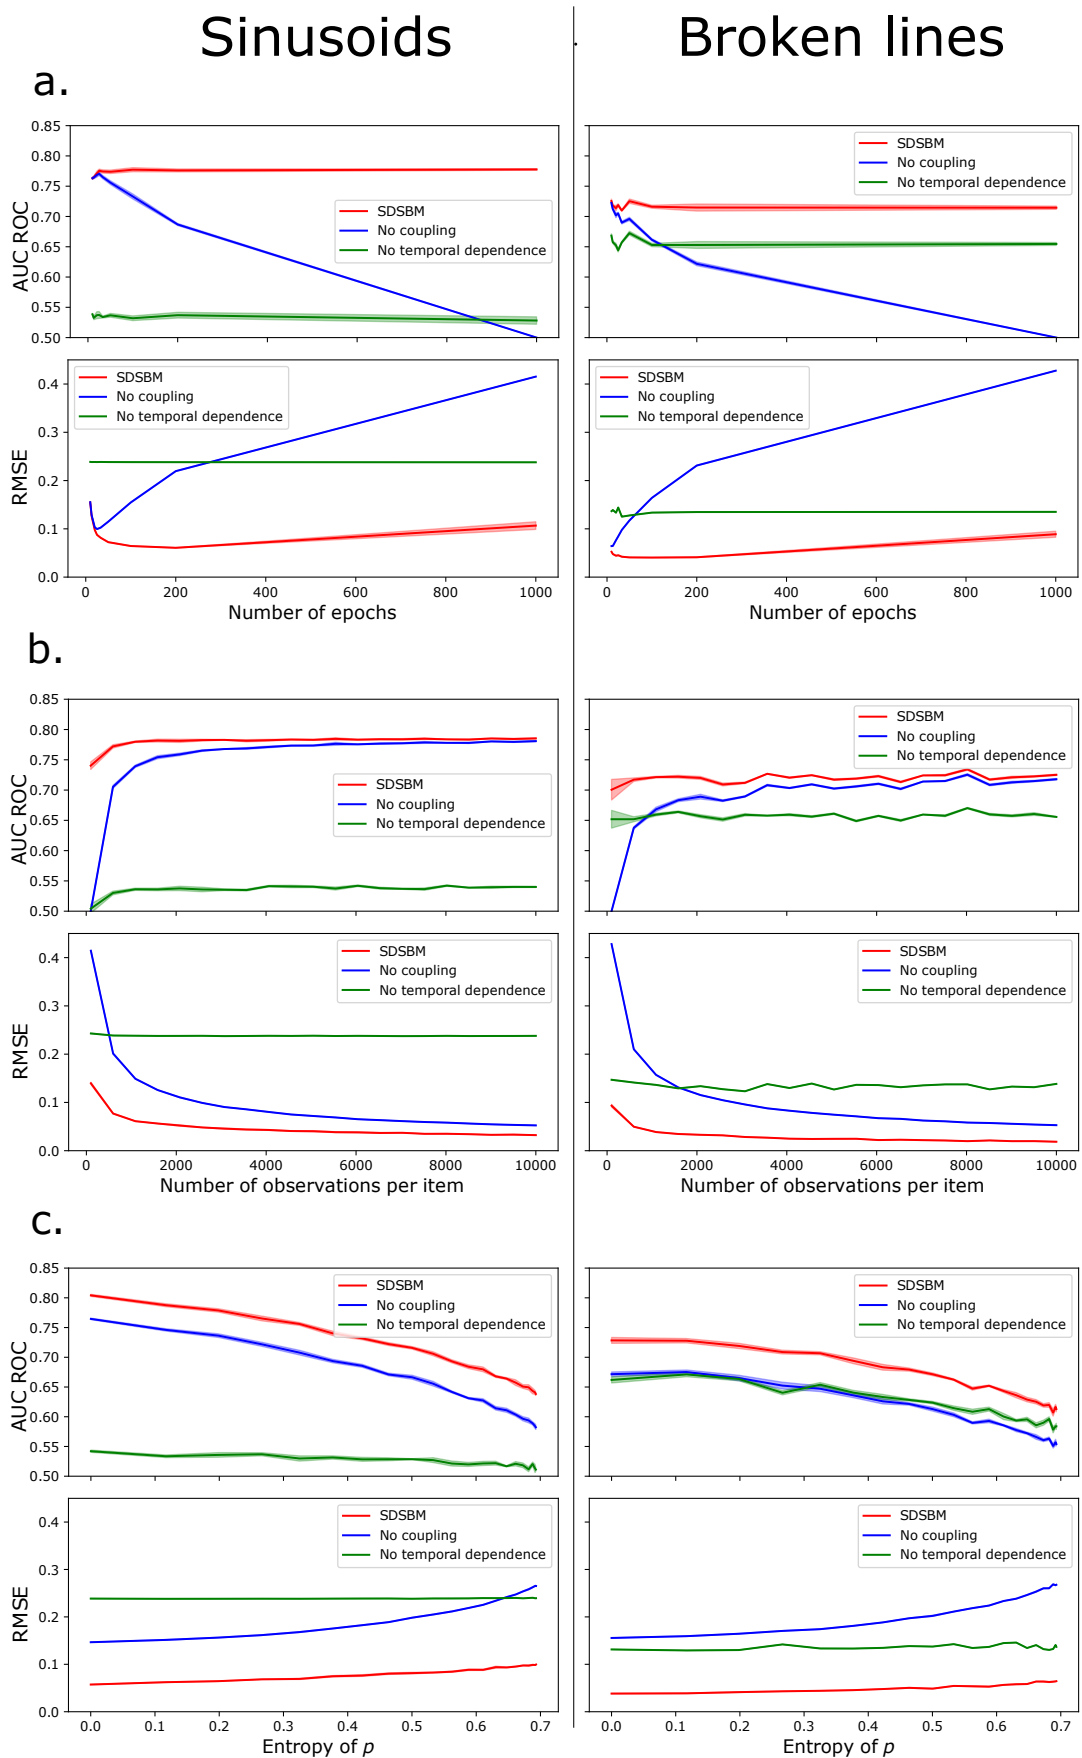 Sinusoids
Broken lines
a.
0.85
0.80
0.75
0.70
0.65
0.60
0.55
0.50
AUC ROC
SDSBM
No coupling
No temporal dependence
SDSBM
No coupling
No temporal dependence
0.4
0.3
0.2
0.1
0.0
RMSE
SDSBM
No coupling
No temporal dependence
SDSBM
No coupling
No temporal dependence
0 200 400 600 800 1000
Number of epochs
0 200 400 600 800 1000
Number of epochs
b.
0.85
0.80
0.75
0.70
0.65
0.60
0.55
0.50
AUC ROC
SDSBM
No coupling
No temporal dependence
SDSBM
No coupling
No temporal dependence
0.4
0.3
0.2
0.1
0.0
RMSE
SDSBM
No coupling
No temporal dependence
SDSBM
No coupling
No temporal dependence
0 2000 4000 6000 8000 10000
Number of observations per item
0 2000 4000 6000 8000 10000
Number of observations per item
c.
0.85
0.80
0.75
0.70
0.65
0.60
0.55
0.50
AUC ROC
SDSBM
No coupling
No temporal dependence
SDSBM
No coupling
No temporal dependence
0.4
0.3
0.2
0.1
0.0
RMSE
SDSBM
No coupling
No temporal dependence
SDSBM
No coupling
No temporal dependence
0.0 0.1 0.2 0.3 0.4 0.5 0.6 0.7
Entropy of p
0.0 0.1 0.2 0.3 0.4 0.5 0.6 0.7
Entropy of p